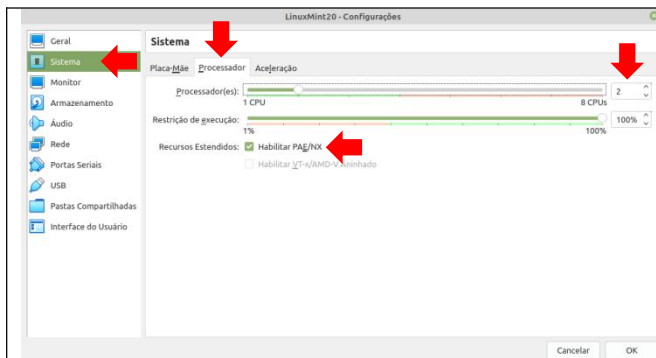 LinuxMint20 - Configurações
Geral
Sistema
Monitor
Armazenamento
Áudio
Rede
Portas Seriais
USB
Pastas Compartilhadas
Interface do Usuário
Sistema
Placa-Mãe Processador Aceleração
Processador(es): 2
1 CPU 8 CPUs
Restrição de execução: 100%
1% 100%
Recursos Estendidos: Habilitar PAE/NX
Habilitar VT-x/AMD-V
Cancelar OK